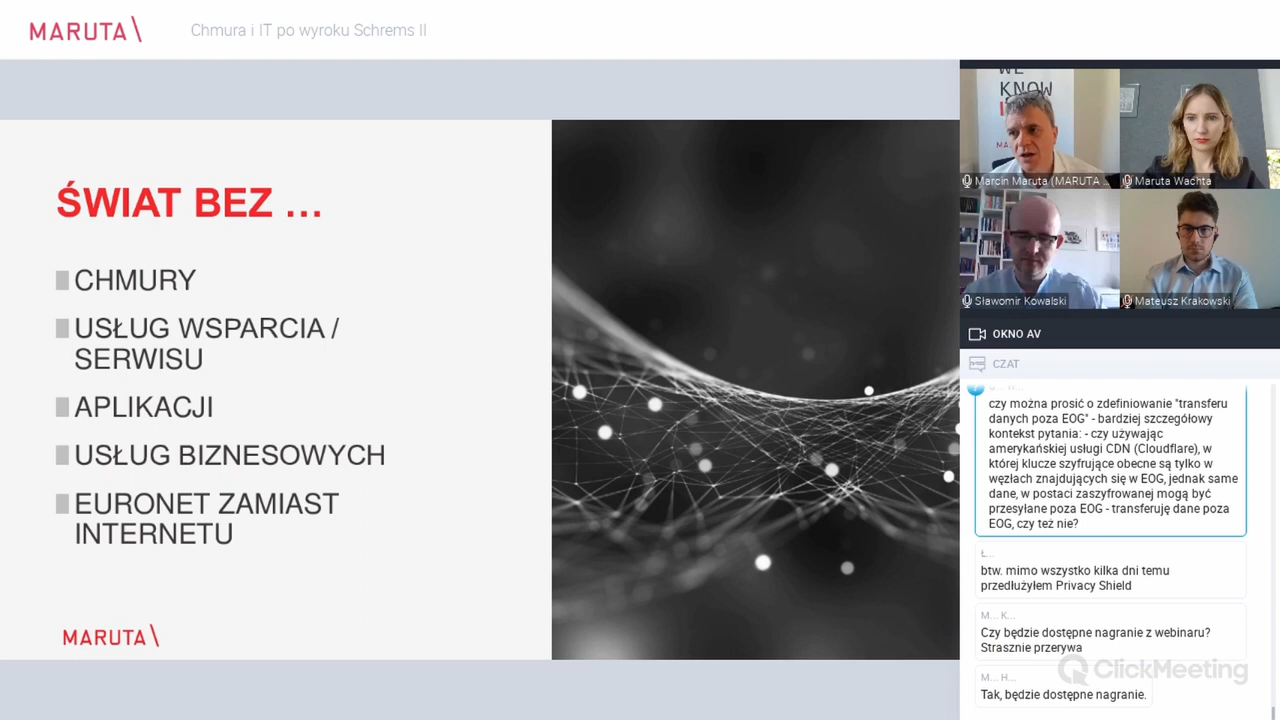 MARUTA\
Chmura i IT po wyroku Schrems II
ŚWIAT BEZ ...
CHMURY
USŁUG WSPARCIA /
SERWISU
APLIKACJI
USŁUG BIZNESOWYCH
EURONET ZAMIAST
INTERNETU
MARUTA\
WE
KNOW
Marcin Maruta (MARUTA ...
Maruta Wachta
Sławomir Kowalski
Mateusz Krakowski
OKNO AV
CZAT
czy można prosić o zdefiniowanie "transferu
danych poza EOG" - bardziej szczegółowy
kontekst pytania: - czy używając
amerykańskiej usługi CDN (Cloudflare), w
której klucze szyfrujące obecne są tylko w
węzłach znajdujących się w EOG, jednak same
dane, w postaci zaszyfrowanej mogą być
przesyłane poza EOG - transferuję dane poza
EOG, czy też nie?
Ł...
btw. mimo wszystko kilka dni temu
przedłużyłem Privacy Shield
M... K...
Czy będzie dostępne nagranie z webinaru?
Strasznie przerywa
M... H...
Tak, będzie dostępne nagranie.
ClickMeeting